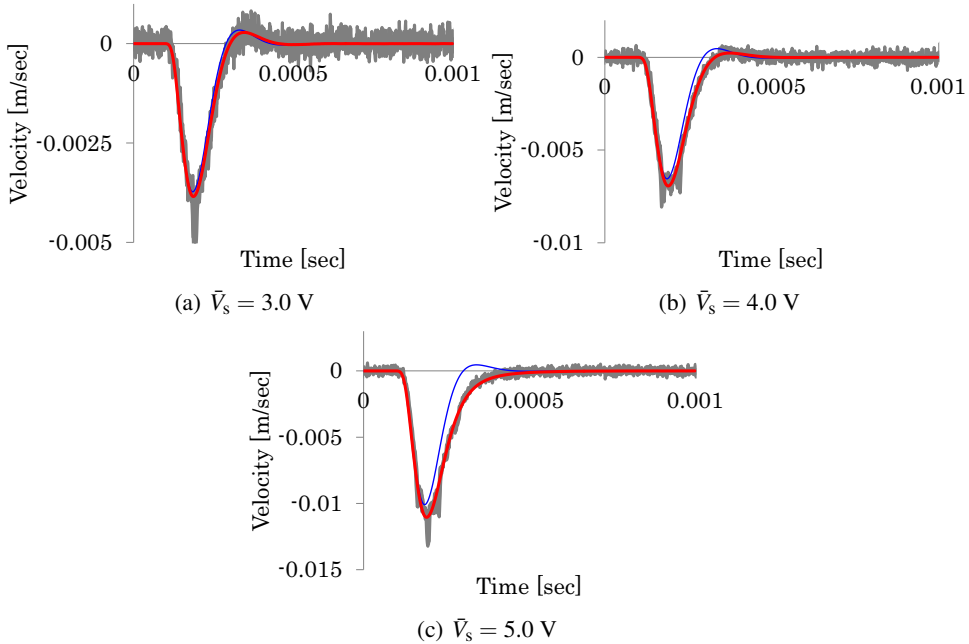 Velocity [m/sec]
0
-0.0025
-0.005
0
0.0005
0.001
Time [sec]
(a) V̄s = 3.0 V
Velocity [m/sec]
0
-0.005
-0.01
0
0.0005
0.001
Time [sec]
(b) V̄s = 4.0 V
Velocity [m/sec]
0
-0.005
-0.01
-0.015
0
0.0005
0.001
Time [sec]
(c) V̄s = 5.0 V